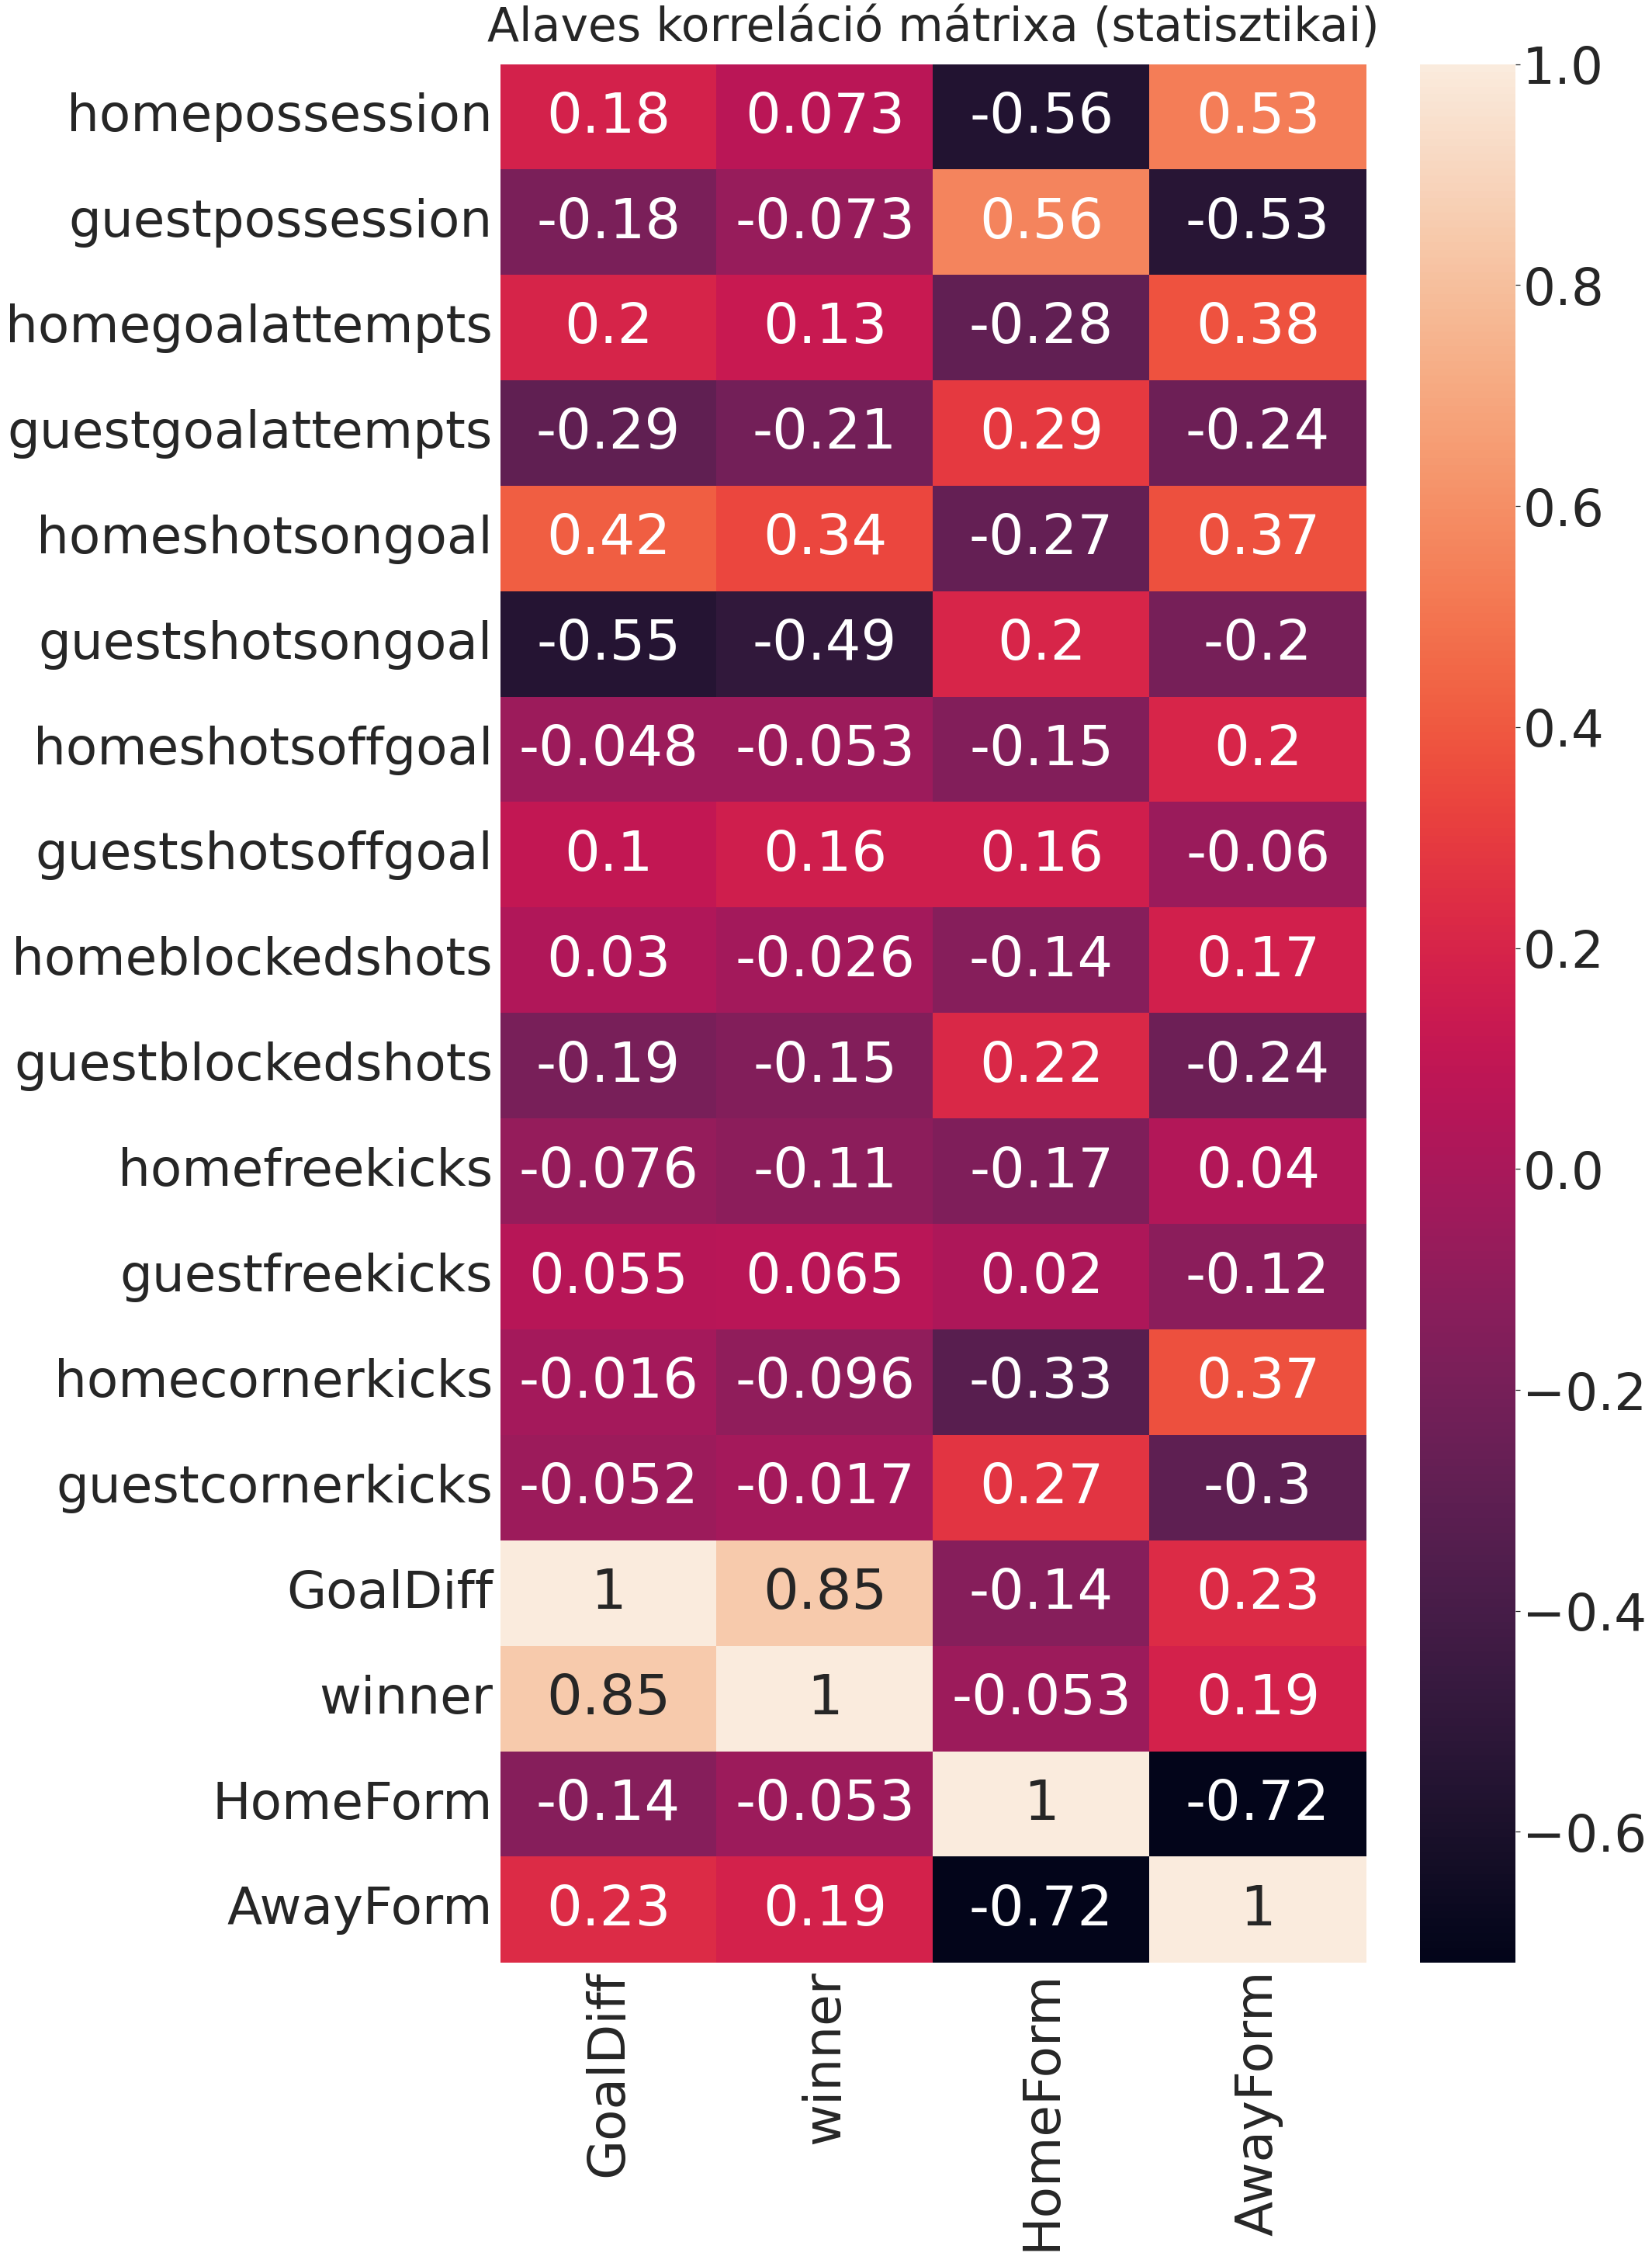 Alaves korreláció mátrixa (statisztikai)
homepossession 0.18 0.073 -0.56 0.53
guestpossession -0.18 -0.073 0.56 -0.53
homegoalattempts 0.2 0.13 -0.28 0.38
guestgoalattempts -0.29 -0.21 0.29 -0.24
homeshotsongoal 0.42 0.34 -0.27 0.37
guestshotsongoal -0.55 -0.49 0.2 -0.2
homeshotsoffgoal -0.048 -0.053 -0.15 0.2
guestshotsoffgoal 0.1 0.16 0.16 -0.06
homeblockedshots 0.03 -0.026 -0.14 0.17
guestblockedshots -0.19 -0.15 0.22 -0.24
homefreekicks -0.076 -0.11 -0.17 0.04
guestfreekicks 0.055 0.065 0.02 -0.12
homecornerkicks -0.016 -0.096 -0.33 0.37
guestcornerkicks -0.052 -0.017 0.27 -0.3
GoalDiff 1 0.85 -0.14 0.23
winner 0.85 1 -0.053 0.19
HomeForm -0.14 -0.053 1 -0.72
AwayForm 0.23 0.19 -0.72 1
GoalDiff winner HomeForm AwayForm
1.0
0.8
0.6
0.4
0.2
0.0
−0.2
−0.4
−0.6